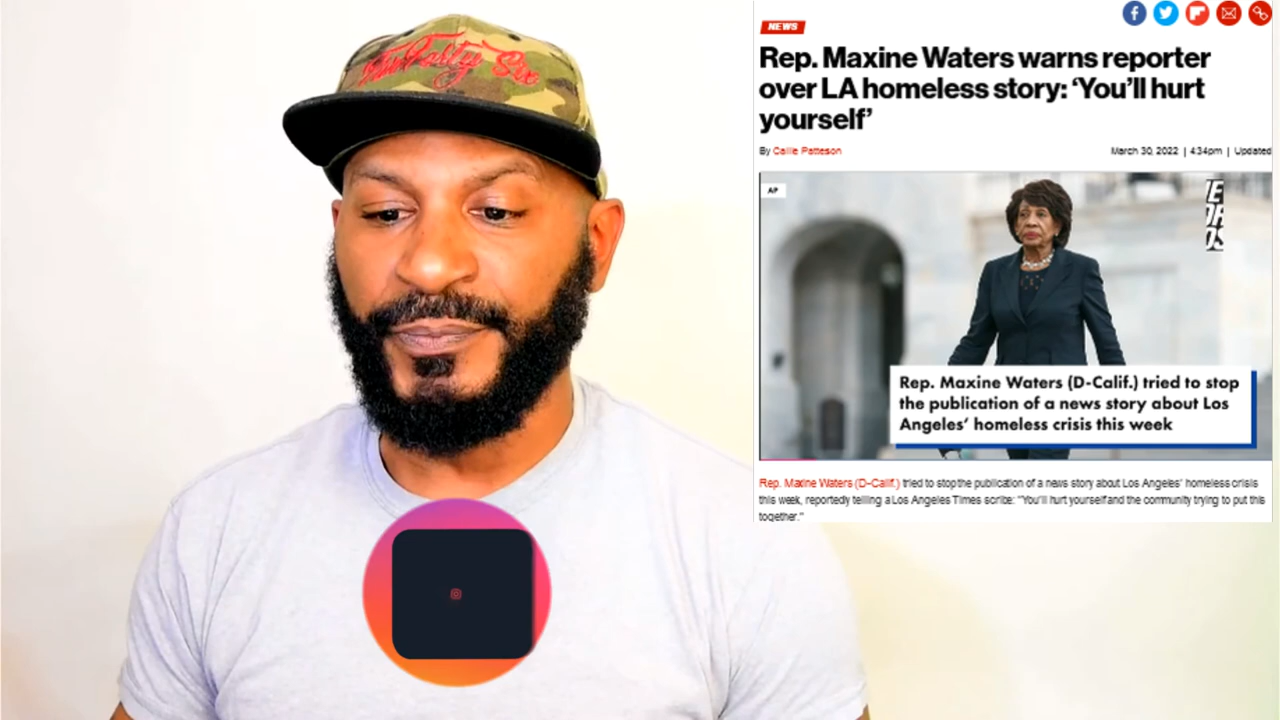 NEWS
Rep. Maxine Waters warns reporter
over LA homeless story: ‘You’ll hurt
yourself’
By Callie Patteson
March 30, 2022 | 4:34pm | Updated
AP
Rep. Maxine Waters (D-Calif.) tried to stop
the publication of a news story about Los
Angeles’ homeless crisis this week
Rep. Maxine Waters (D-Calif.) tried to stop the publication of a news story about Los Angeles’ homeless crisis
this week, reportedly telling a Los Angeles Times scribe: “You’ll hurt yourself and the community trying to put this
together.”